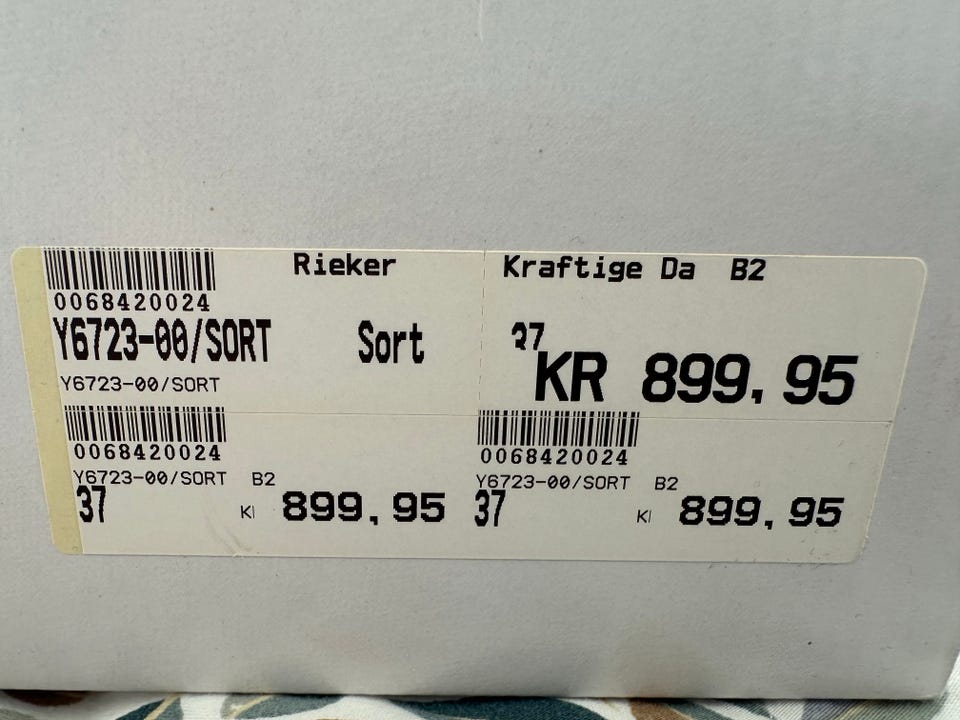 Rieker Kraftige Da B2
0068420024
Y6723-00/SORT Sort 37
KR 899,95
Y6723-00/SORT
0068420024 0068420024
Y6723-00/SORT B2 Y6723-00/SORT B2
37 899,95 37 899,95